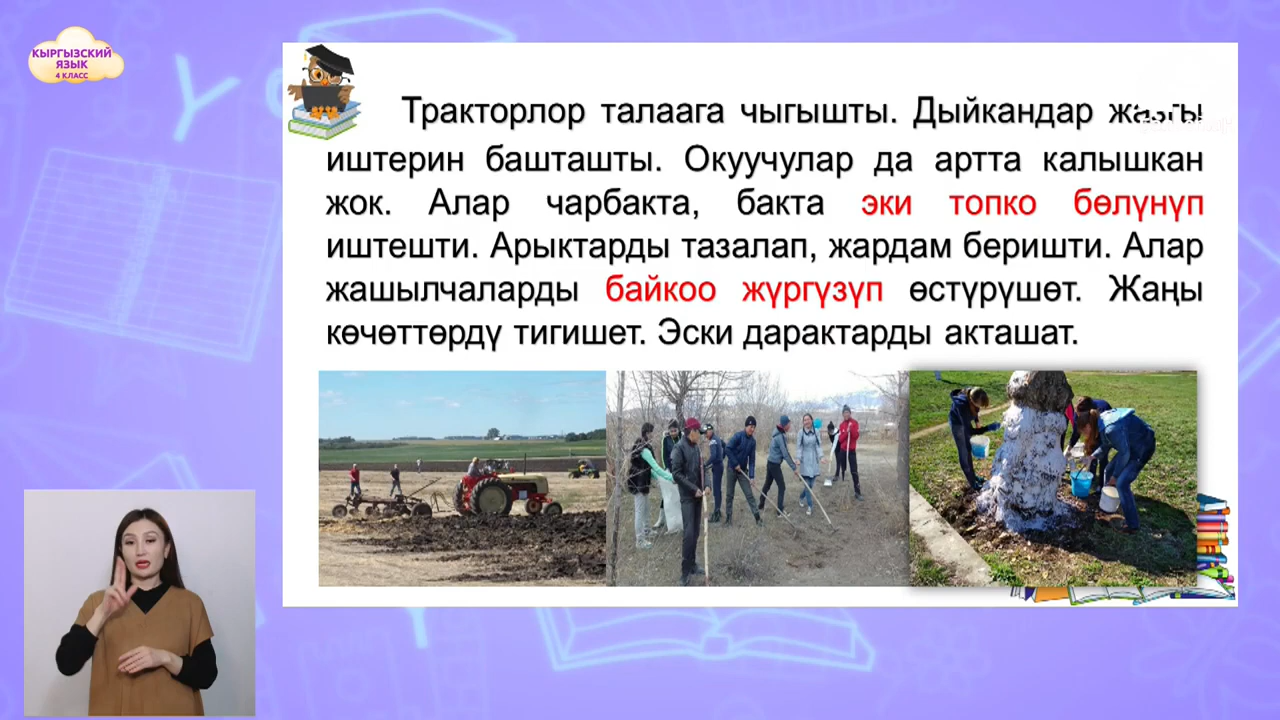 КЫРГЫЗСКИЙ
ЯЗЫК
4 КЛАСС
Тракторлор талаага чыгышты. Дыйкандар жазгы
иштерин башташты. Окуучулар да артта калышкан
жок. Алар чарбакта, бакта эки топко бөлүнүп
иштешти. Арыктарды тазалап, жардам беришти. Алар
жашылчаларды байкоо жүргүзүп өстүрүшөт. Жаңы
көчөттөрдү тигишет. Эски дарактарды акташат.